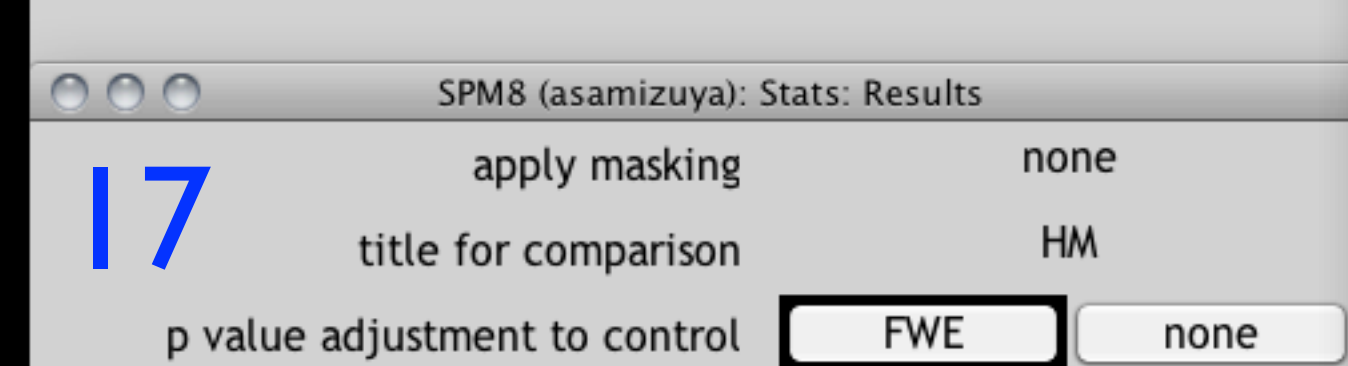 SPM8 (asamizuya): Stats: Results
17
apply masking none
title for comparison HM
p value adjustment to control FWE none